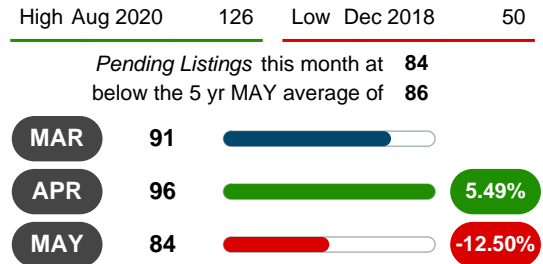 High Aug 2020 126 Low Dec 2018 50
Pending Listings this month at 84
below the 5 yr MAY average of 86
MAR 91
APR 96 5.49%
MAY 84 -12.50%